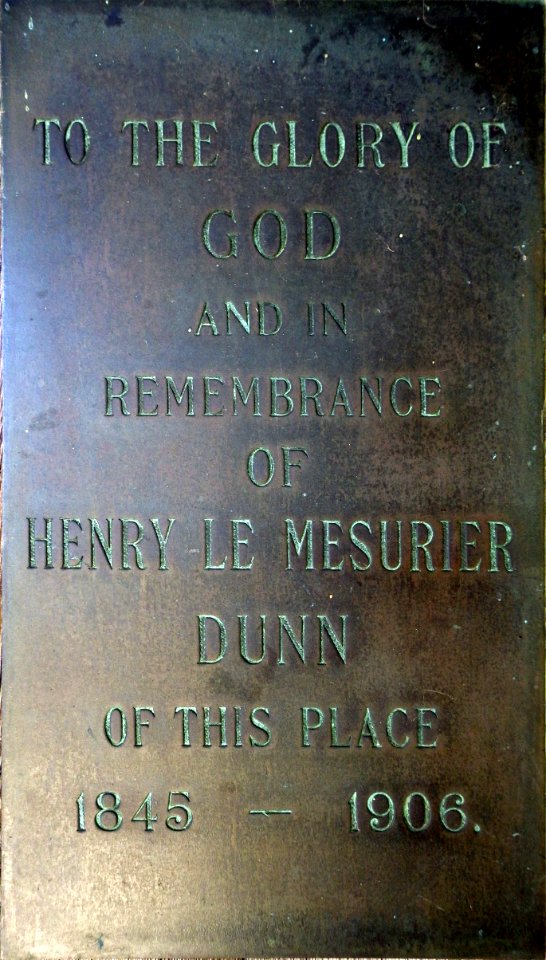 TO THE GLORY OF
GOD
AND IN
REMEMBRANCE
OF
HENRY LE MESURIER
DUNN
OF THIS PLACE
1845 — 1906.